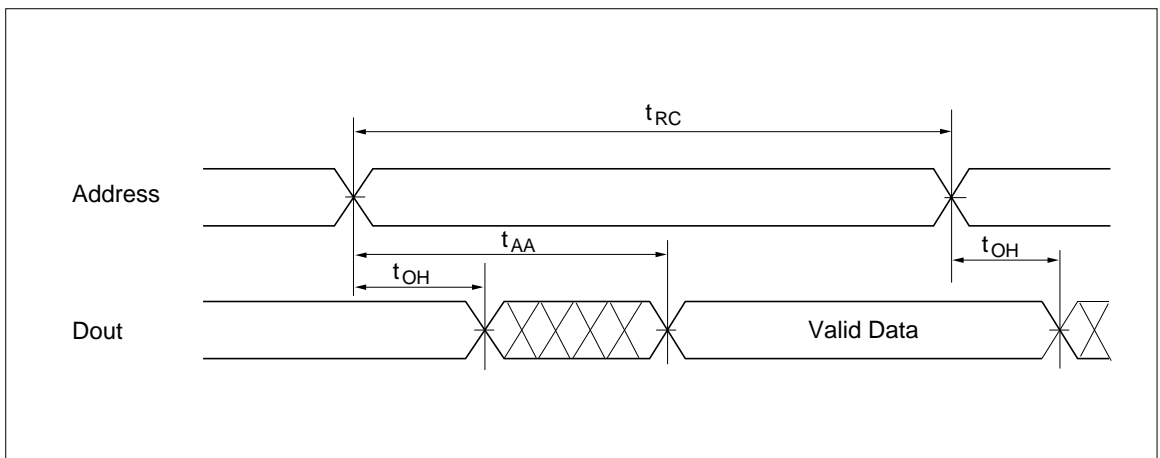 tRC
Address
tAA
tOH
tOH
Dout
Valid Data